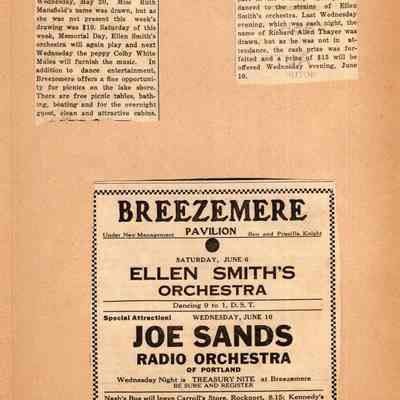 Wednesday, May 20, Miss Ruth
Mansfield's name was drawn, but as
she was not present this week's
drawing was $10. Saturday of this
week, Memorial Day, Ellen Smith's
orchestra will again play and next
Wednesday the peppy Colby White
Mules will furnish the music. In
addition to dance entertainment,
Breezemere offers a fine opportuni-
ty for picnics on the lake shore.
There are free picnic tables, bath-
ing, boating and for the overnight
guest, clean and attractive cabins.
danced to the strains of Ellen
Smith's orchestra. Last Wednesday
evening, which was cash night, the
name of Richard Allen Thayer was
drawn, but as he was not in at-
tendance, the cash prize was for-
feited and a prize of $15 will be
offered Wednesday evening, June
10.
BREEZEMERE
Under New Management PAVILION Ben and Priscilla Knight
SATURDAY, JUNE 6
ELLEN SMITH'S
ORCHESTRA
Dancing 9 to 1, D.S.T.
Special Attraction! WEDNESDAY, JUNE 10
JOE SANDS
RADIO ORCHESTRA
OF PORTLAND
Wednesday Night is TREASURY NITE at Breezemere
BE SURE AND REGISTER
Nash's Bus will leave Carroll's Store, Rockport, 8.15; Kennedy's